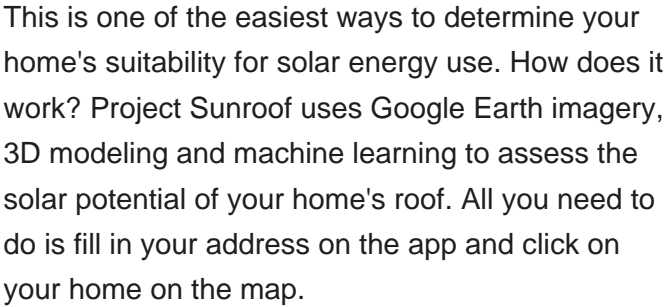 This is one of the easiest ways to determine your
home's suitability for solar energy use. How does it
work? Project Sunroof uses Google Earth imagery,
3D modeling and machine learning to assess the
solar potential of your home's roof. All you need to
do is fill in your address on the app and click on
your home on the map.